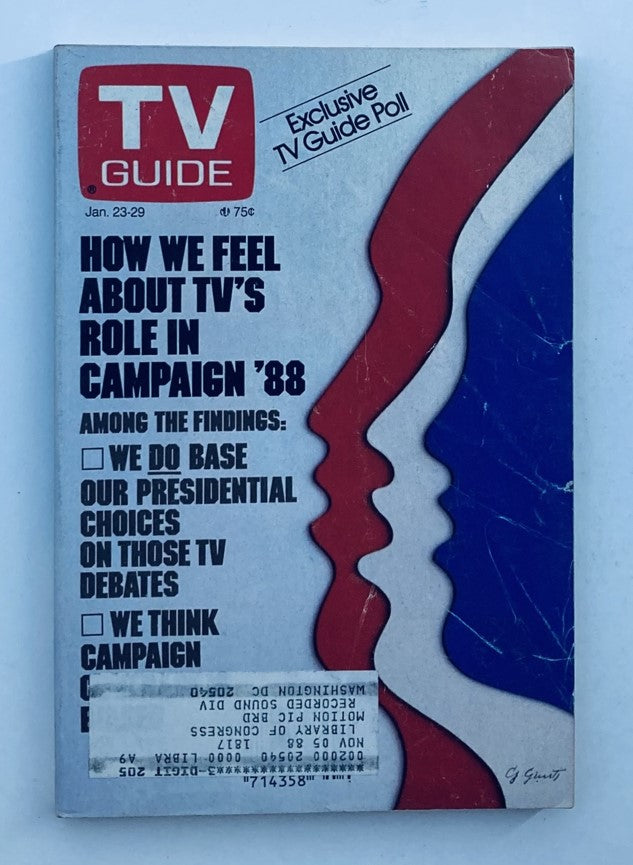 TV
GUIDE
®
Exclusive
TV Guide Poll
Jan. 23-29
75¢
HOW WE FEEL
ABOUT TV'S
ROLE IN
CAMPAIGN '88
AMONG THE FINDINGS:
WE DO BASE
OUR PRESIDENTIAL
CHOICES
ON THOSE TV
DEBATES
WE THINK
CAMPAIGN
"714358"
***********3-DIGIT 205
002000 20540 0000 LIBRA A9
NOV 05 88 1817
LIBRARY OF CONGRESS
MOTION PIC BRD
RECORDED SOUND DIV
WASHINGTON DC 20540